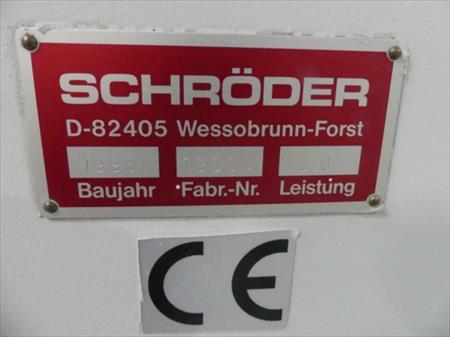 SCHRÖDER
D-82405 Wessobrunn-Forst
Baujahr Fabr.-Nr. Leistung
CE